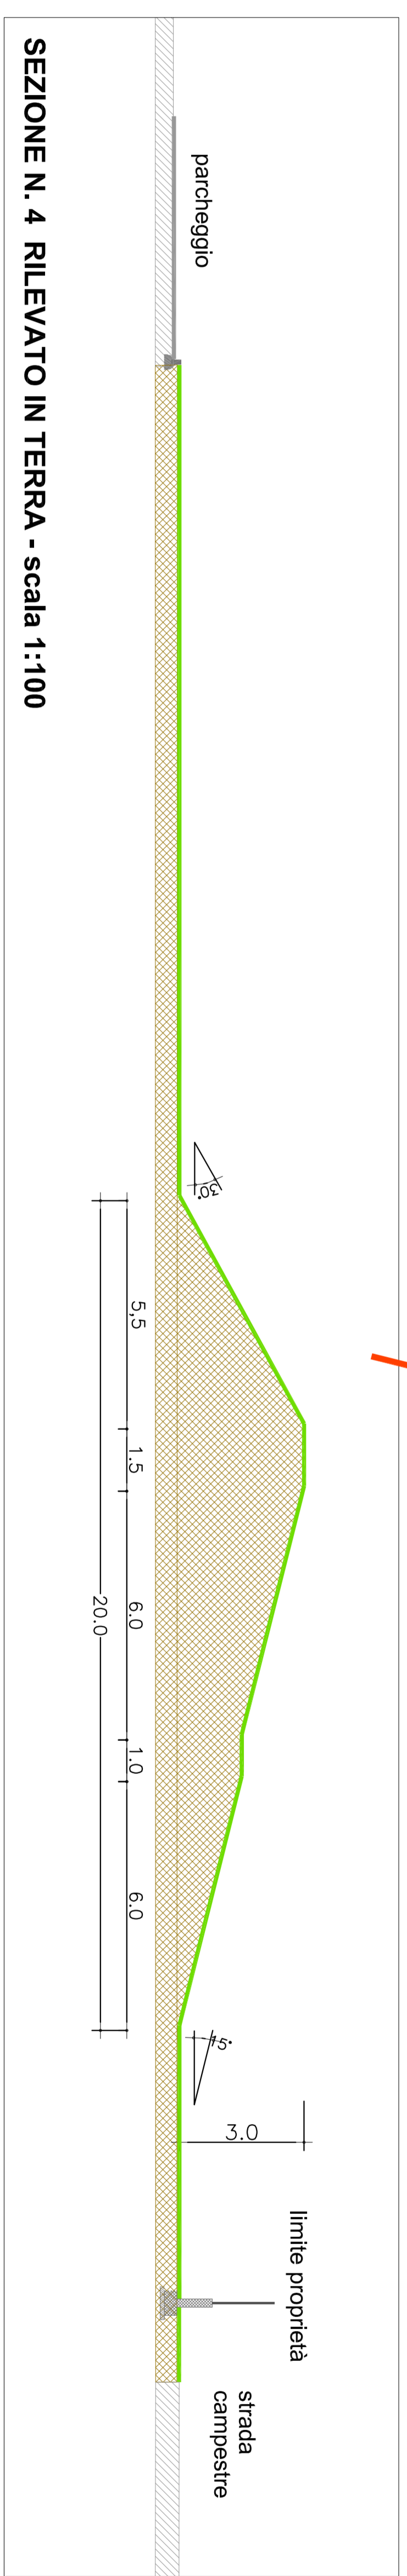 parcheggio
30°
5,5
1.5
6.0
1.0
6.0
20.0
15°
3.0
limite proprietà
strada
campestre
SEZIONE N. 4 RILEVATO IN TERRA - scala 1:100